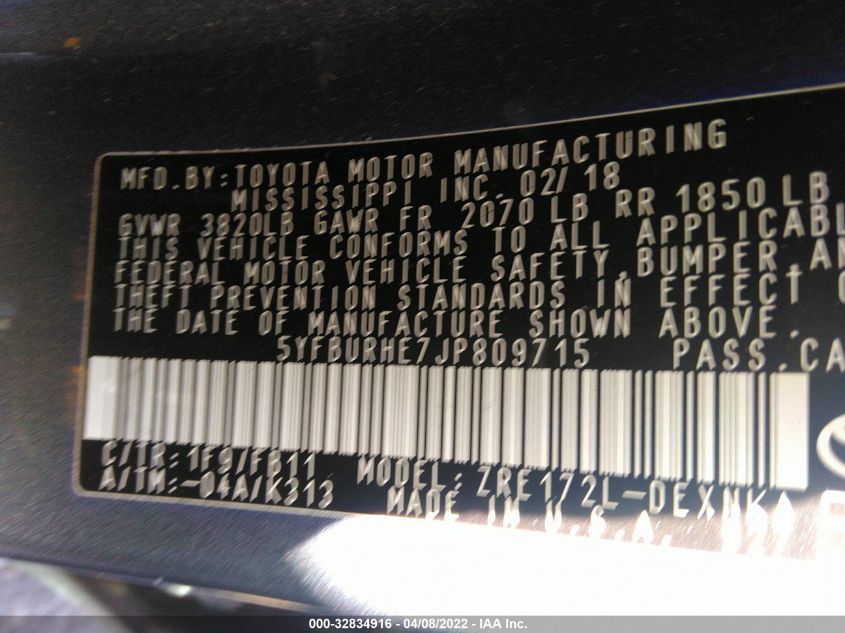 MFD.BY:TOYOTA MOTOR MANUFACTURING
MISSISSIPPI INC. 02/ 18
GVWR 3820LB GAWR FR 2070 LB RR 1850 LB
THIS VEHICLE CONFORMS TO ALL APPLICABL
FEDERAL MOTOR VEHICLE SAFETY,BUMPER,AN
THEFT PREVENTION STANDARDS IN EFFECT
THE DATE OF MANUFACTURE SHOWN ABOVE.
5YFBURHE7JP809715 PASS.CA
C/TR:1F97FB11 MODEL:ZRE172L-DEXNKA
A/TM:-04A/K313 MADE IN U.S.A.
000-32834916 - 04/08/2022 - IAA Inc.